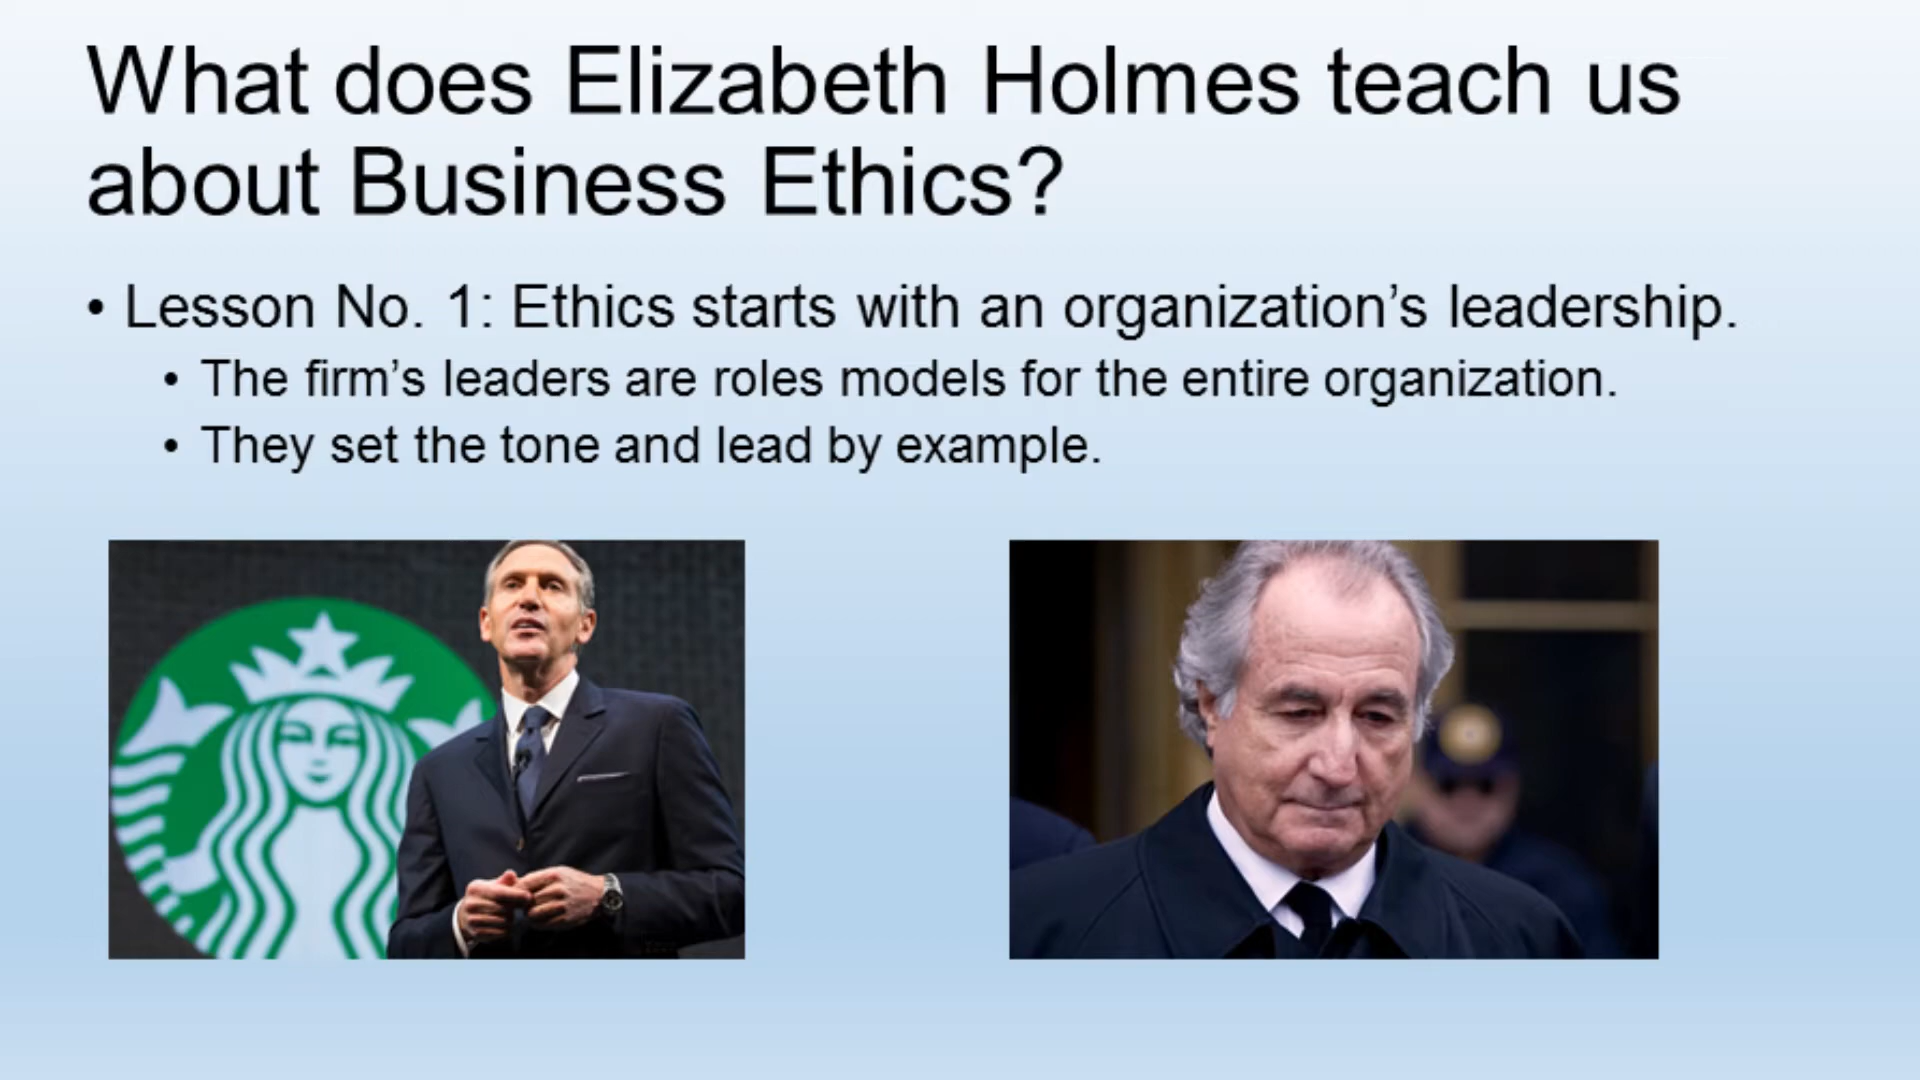 What does Elizabeth Holmes teach us
about Business Ethics?
• Lesson No. 1: Ethics starts with an organization’s leadership.
• The firm’s leaders are roles models for the entire organization.
• They set the tone and lead by example.